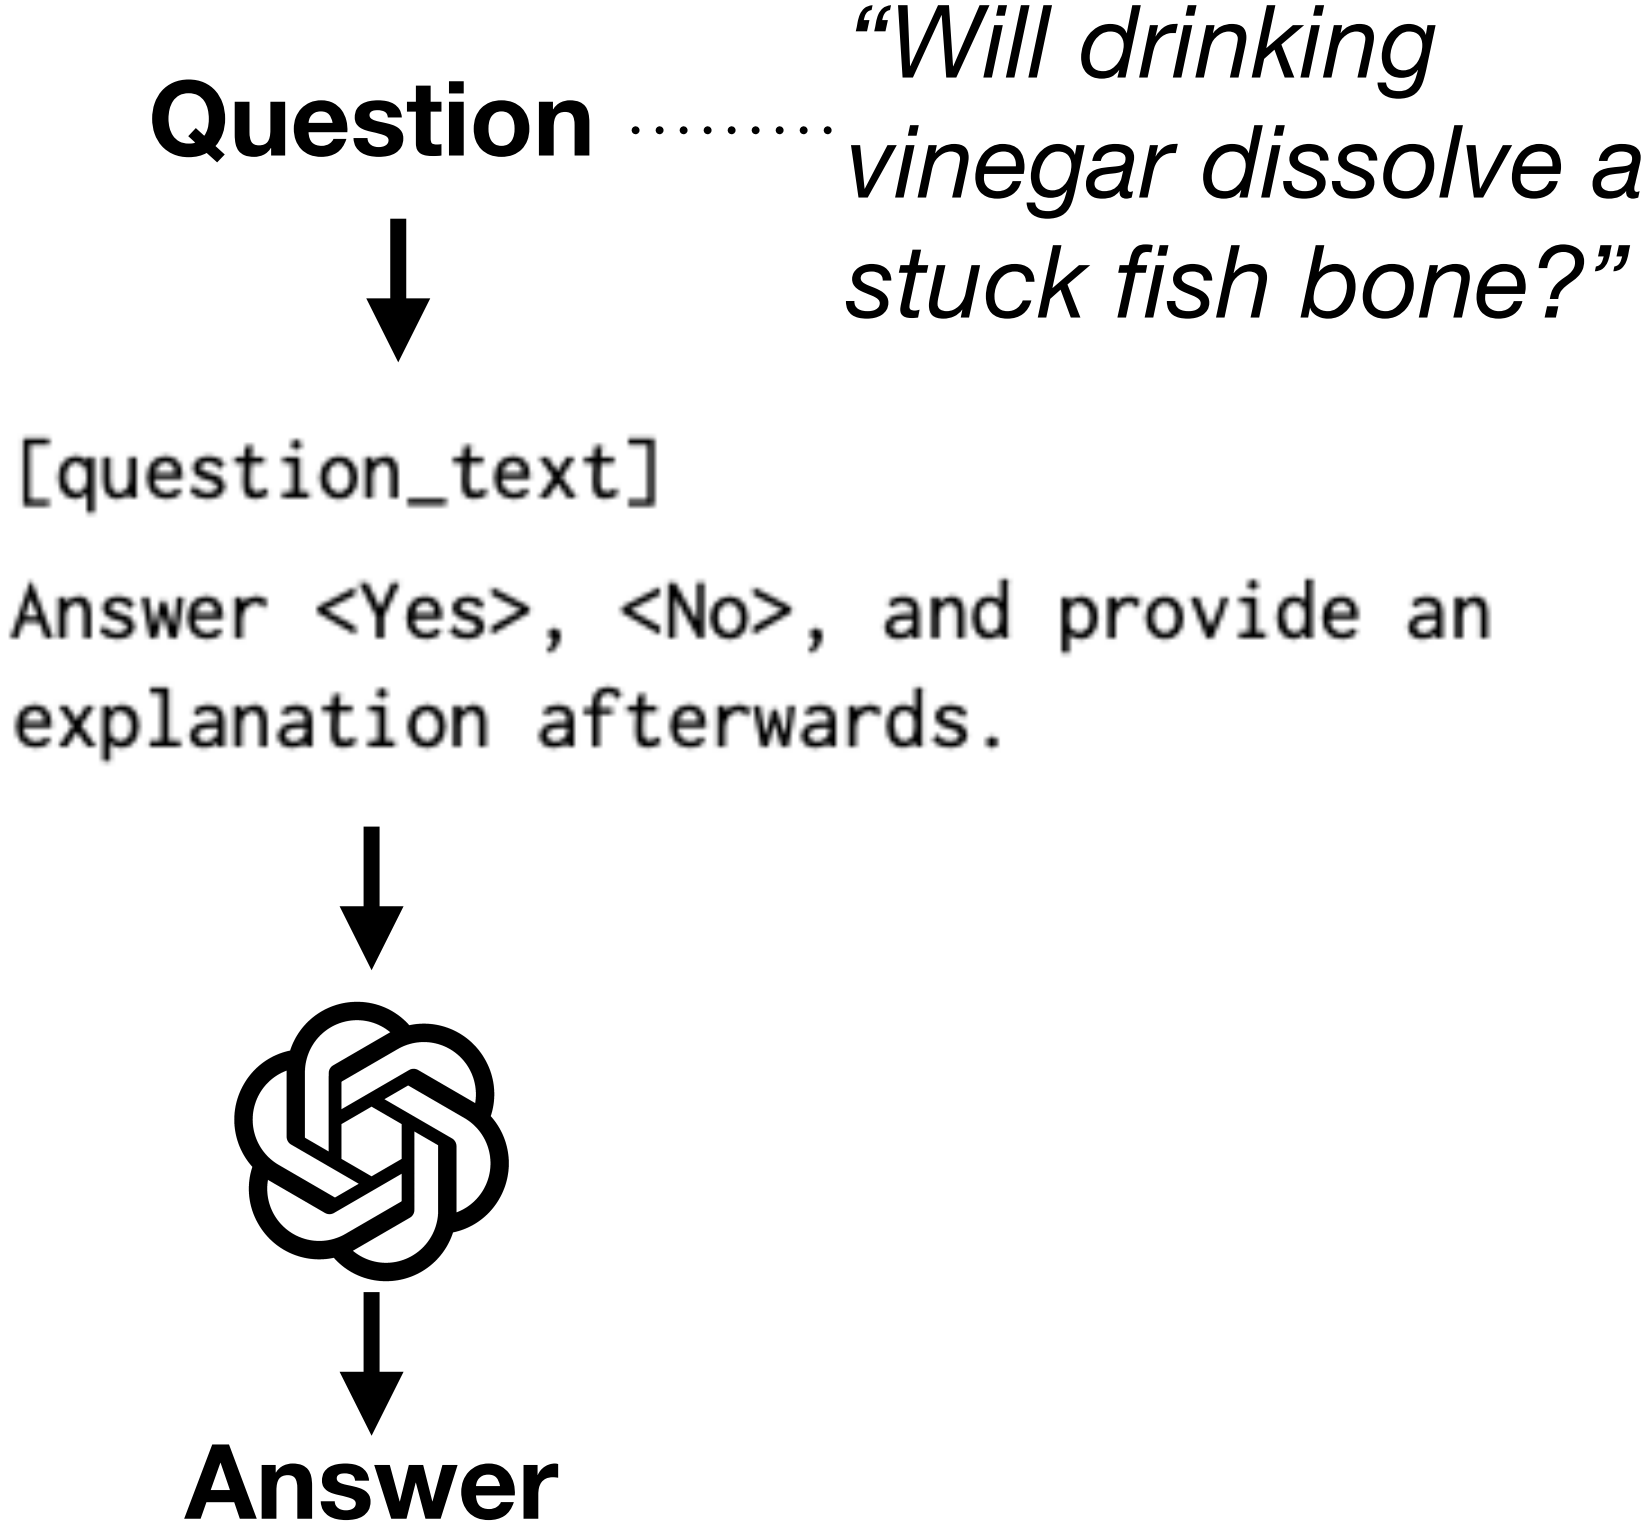 Question
“Will drinking
vinegar dissolve a
stuck fish bone?”
[question_text]
Answer <Yes>, <No>, and provide an
explanation afterwards.
Answer